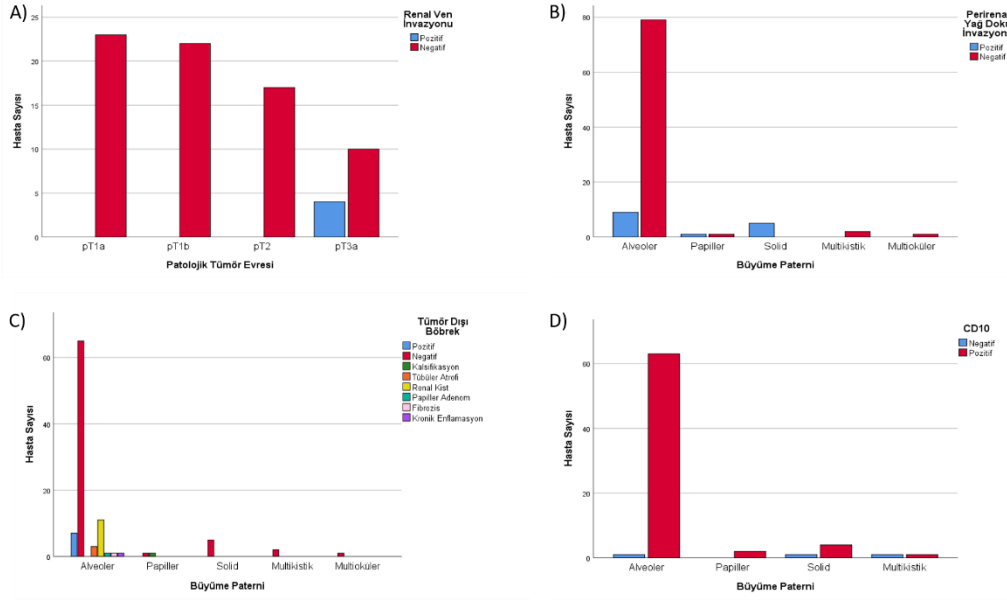 A)
Renal Ven
İnvazyonu
Pozitif
Negatif
Hasta Sayısı
25
20
15
10
5
0
pT1a
pT1b
pT2
pT3a
Patolojik Tümör Evresi
B)
Perirena
Yağ Doku
İnvazyon
Pozitif
Negatif
Hasta Sayısı
80
60
40
20
0
Alveoler
Papiller
Solid
Multikistik
Multioküler
Büyüme Paterni
C)
Tümör Dışı
Böbrek
Pozitif
Negatif
Kalsifikasyon
Tübüler Atrofi
Renal Kist
Papiller Adenom
Fibrozis
Kronik Enflamasyon
Hasta Sayısı
60
40
20
0
Alveoler
Papiller
Solid
Multikistik
Multioküler
Büyüme Paterni
D)
CD10
Negatif
Pozitif
Hasta Sayısı
60
40
20
0
Alveoler
Papiller
Solid
Multikistik
Büyüme Paterni